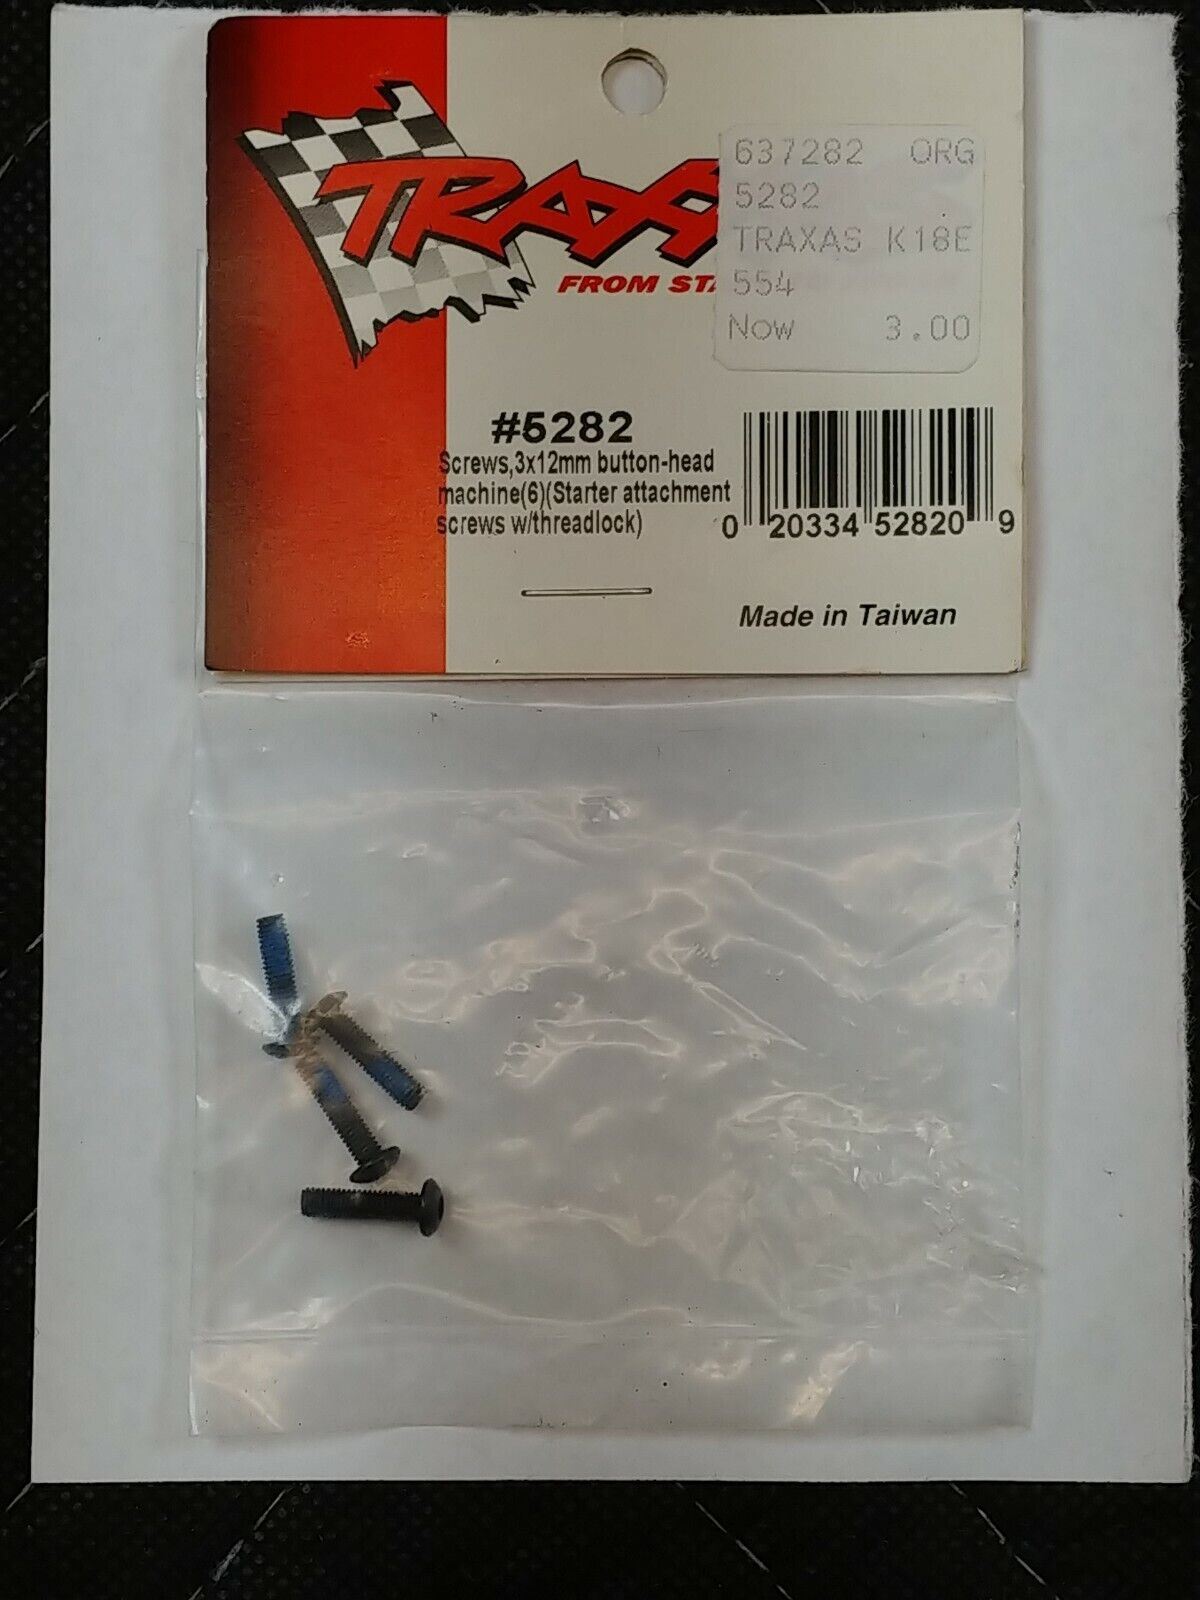 TRAX
FROM STA
637282 ORG
5282
TRAXAS K18E
554
Now 3.00
#5282
Screws,3x12mm button-head
machine(6)(Starter attachment
screws w/threadlock)
0 20334 52820 9
Made in Taiwan